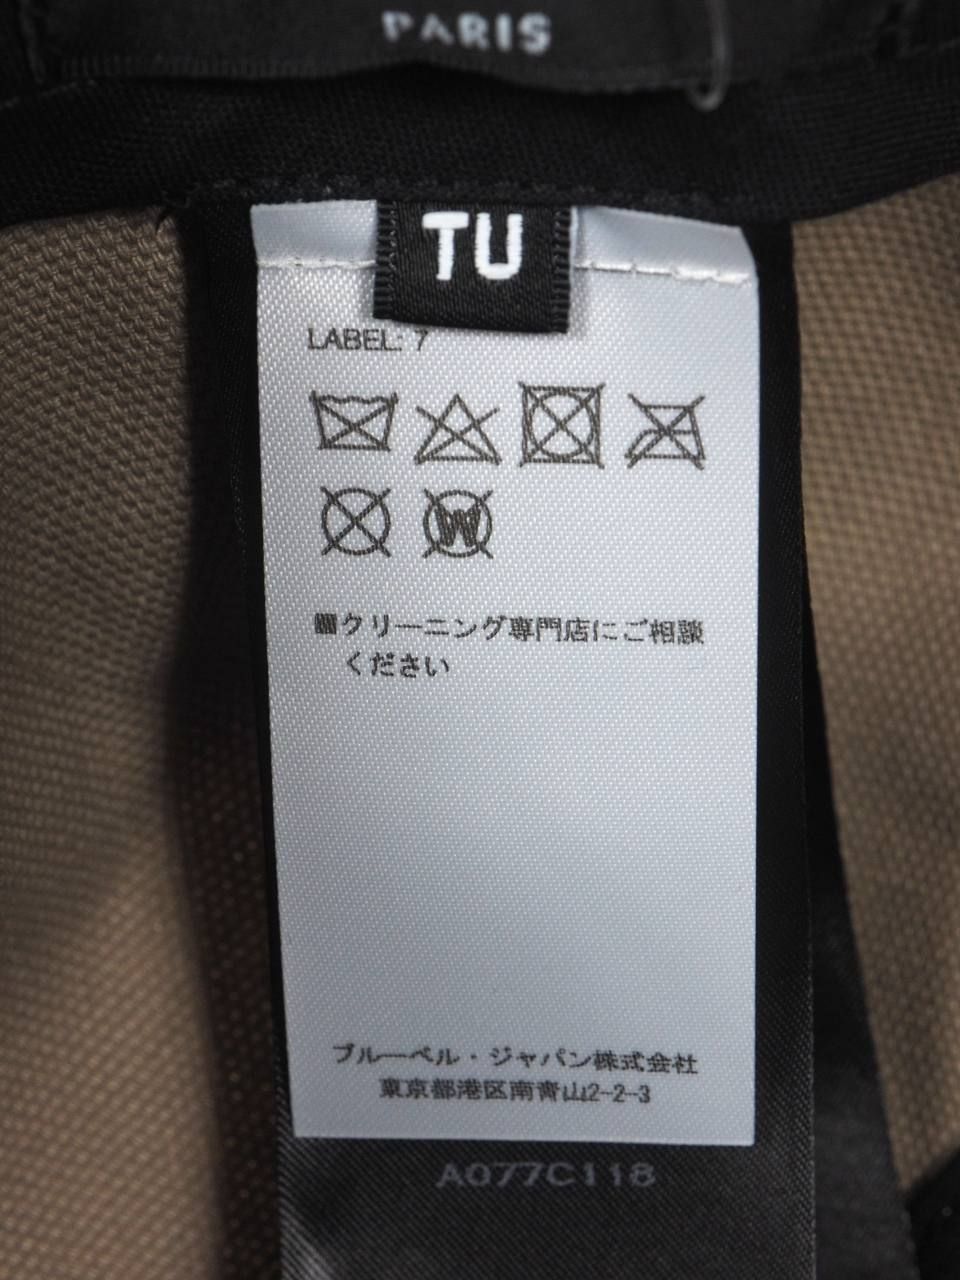 PARIS
TU
LABEL: 7
W
■クリーニング専門店にご相談
ください
ブルーベル・ジャパン株式会社
東京都港区南青山2-2-3
A077C118